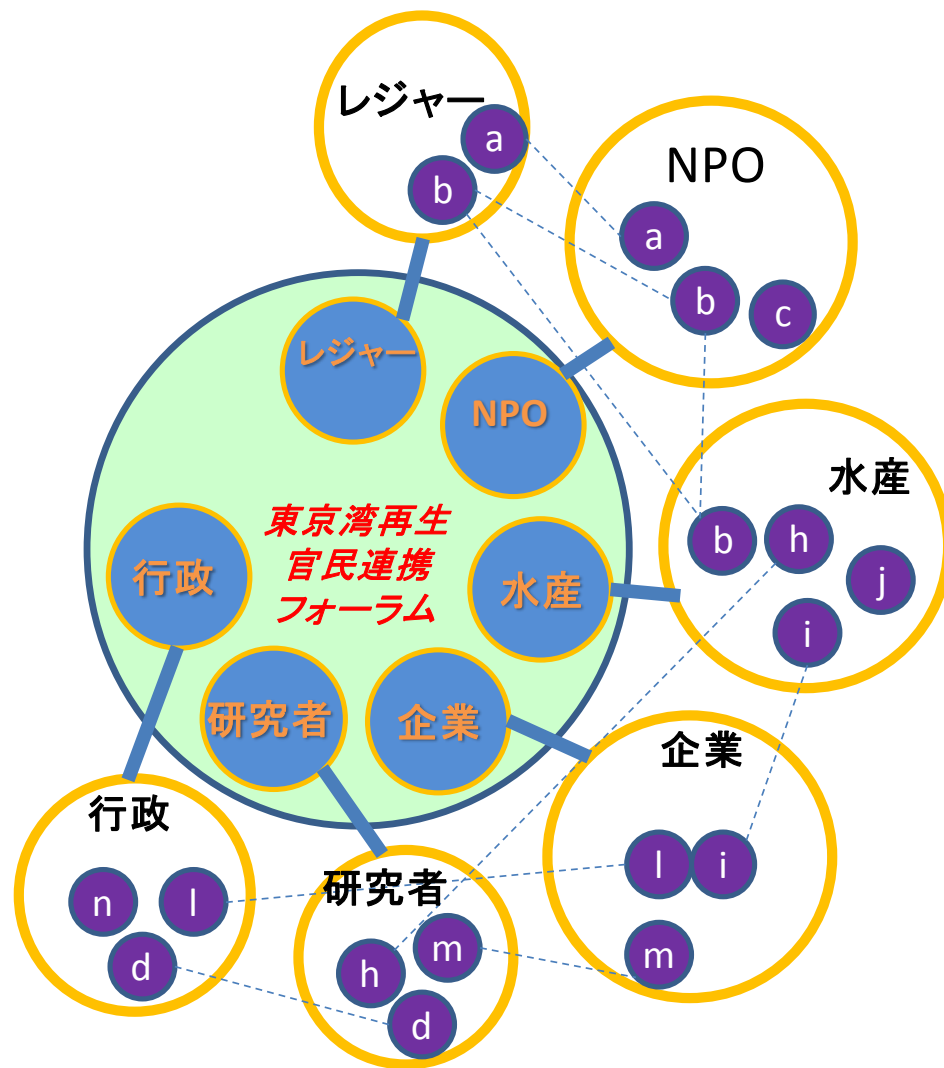 レジャー
a
b
NPO
a
b
c
レジャー
NPO
水産
b
h
j
i
東京湾再生
官民連携
フォーラム
行政
水産
研究者
企業
企業
l
i
m
行政
n
l
d
研究者
m
h
d